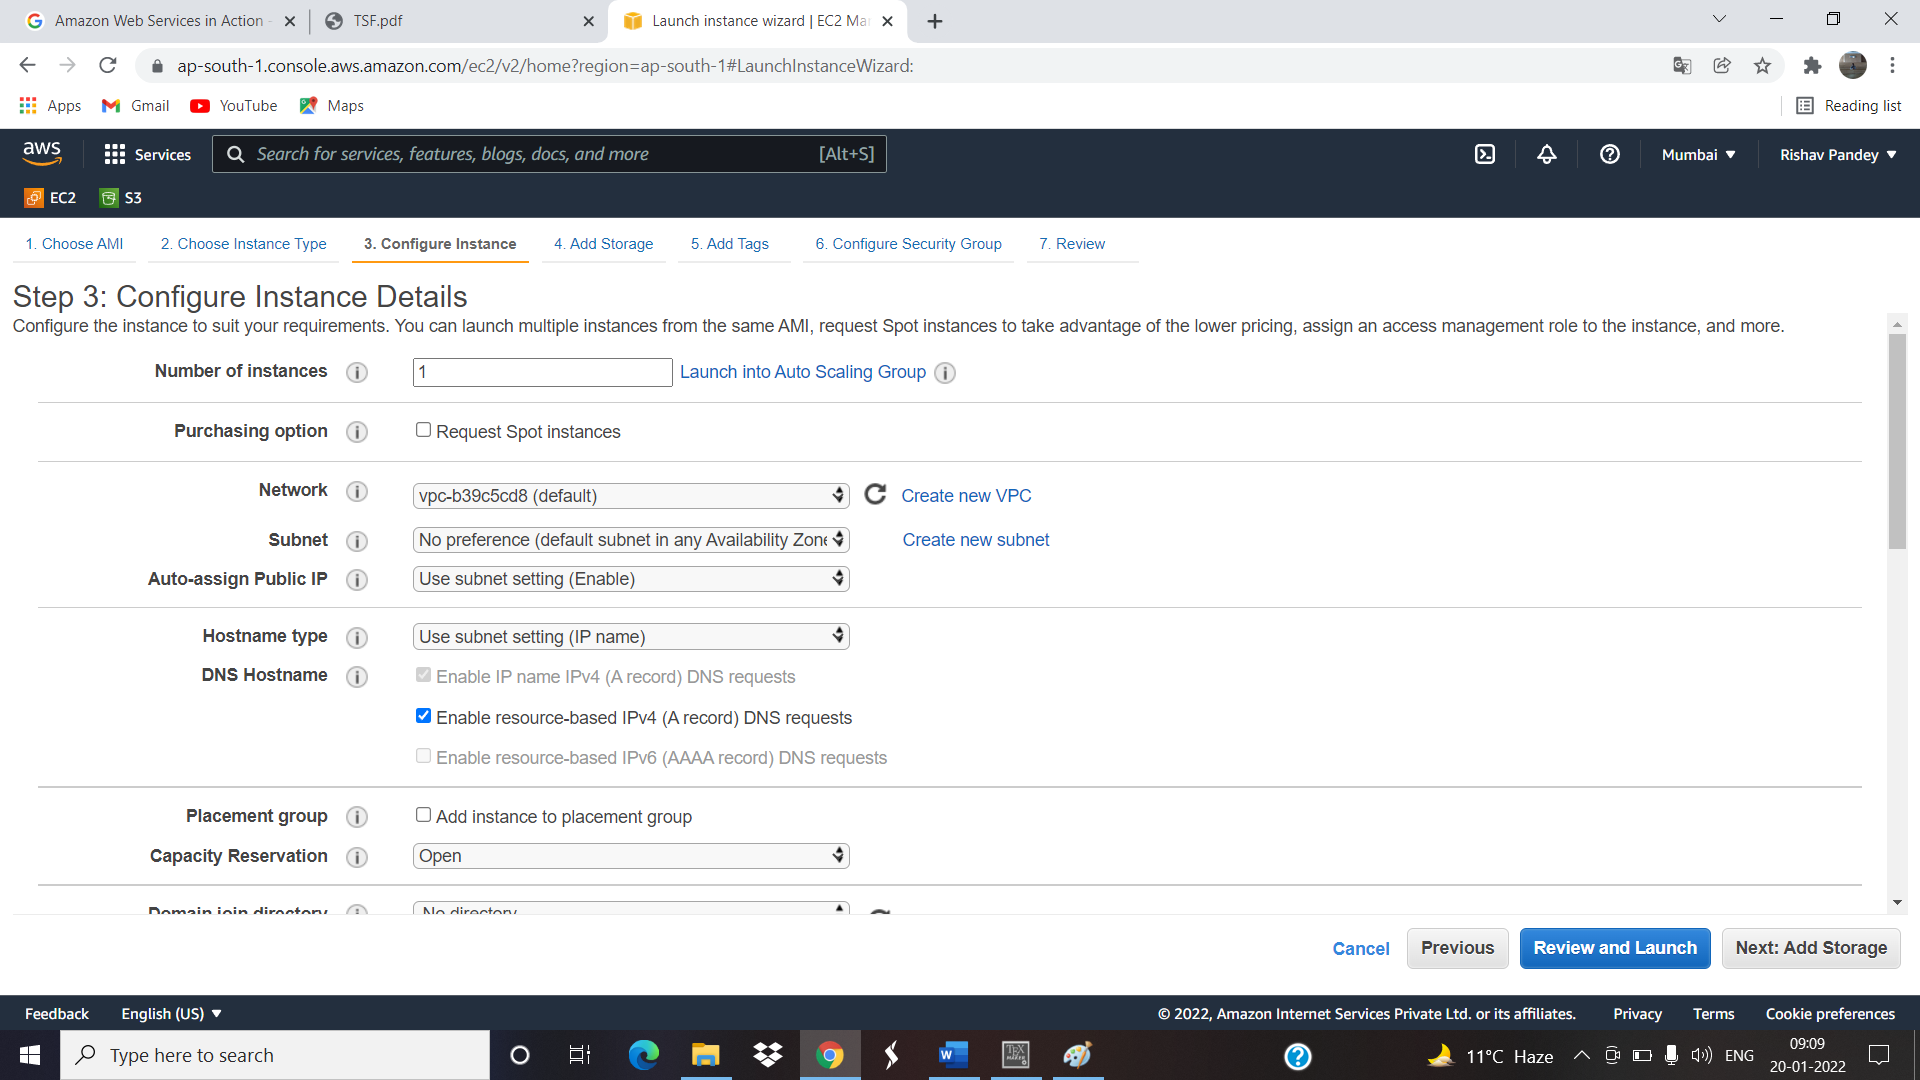 Amazon Web Services in Action -
TSF.pdf
Launch instance wizard | EC2 Ma
ap-south-1.console.aws.amazon.com/ec2/v2/home?region=ap-south-1#LaunchInstanceWizard:
Apps
Gmail
YouTube
Maps
Reading list
aws
Services
Search for services, features, blogs, docs, and more
[Alt+S]
Mumbai
Rishav Pandey
EC2
S3
1. Choose AMI
2. Choose Instance Type
3. Configure Instance
4. Add Storage
5. Add Tags
6. Configure Security Group
7. Review
Step 3: Configure Instance Details
Configure the instance to suit your requirements. You can launch multiple instances from the same AMI, request Spot instances to take advantage of the lower pricing, assign an access management role to the instance, and more.
Number of instances
1
Launch into Auto Scaling Group
Purchasing option
Request Spot instances
Network
vpc-b39c5cd8 (default)
Create new VPC
Subnet
No preference (default subnet in any Availability Zone
Create new subnet
Auto-assign Public IP
Use subnet setting (Enable)
Hostname type
Use subnet setting (IP name)
DNS Hostname
Enable IP name IPv4 (A record) DNS requests
Enable resource-based IPv4 (A record) DNS requests
Enable resource-based IPv6 (AAAA record) DNS requests
Placement group
Add instance to placement group
Capacity Reservation
Open
Domain join directory
No directory
Cancel
Previous
Review and Launch
Next: Add Storage
Feedback
English (US)
© 2022, Amazon Internet Services Private Ltd. or its affiliates.
Privacy
Terms
Cookie preferences
Type here to search
11°C Haze
ENG
09:09
20-01-2022